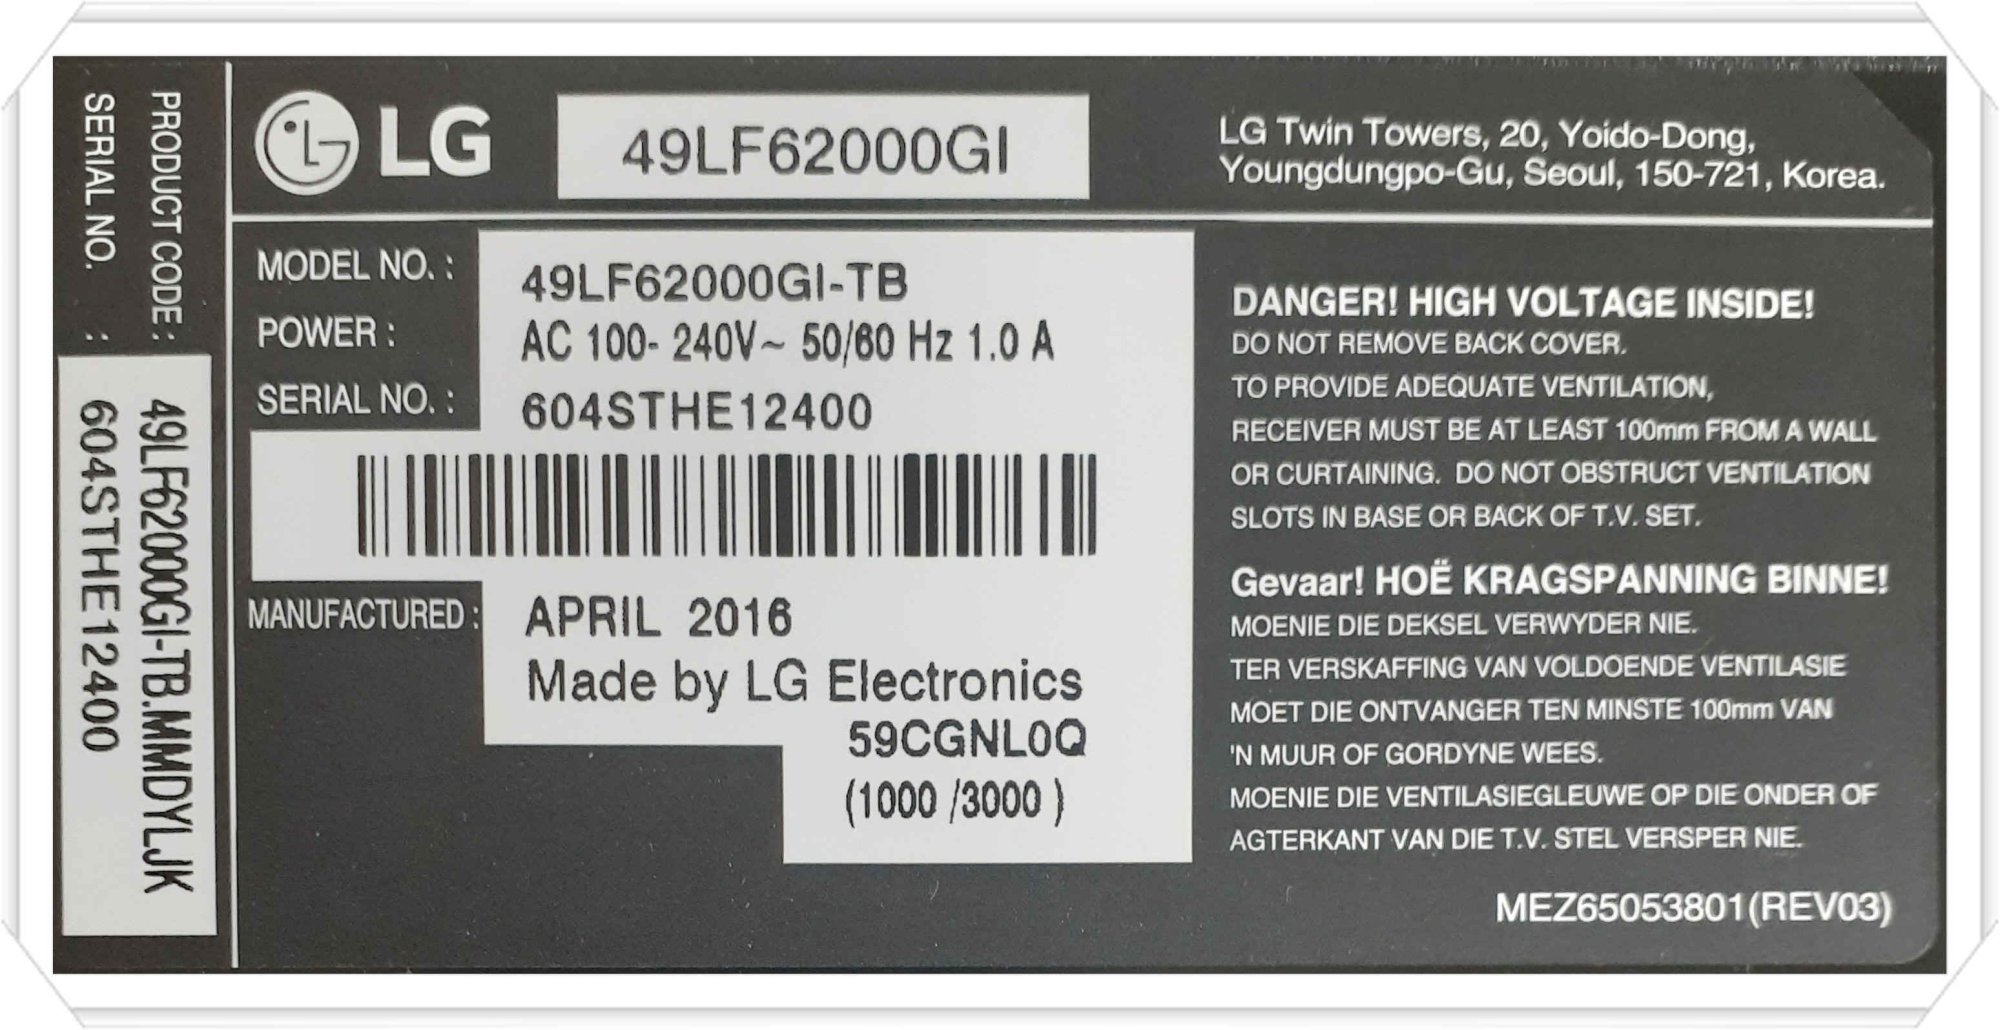 PRODUCT CODE : 49LF62000GI-TB.MMDYLJK
SERIAL NO. : 604STHE12400
LG
49LF62000GI
LG Twin Towers, 20, Yoido-Dong,
Youngdungpo-Gu, Seoul, 150-721, Korea.
MODEL NO. : 49LF62000GI-TB
POWER : AC 100- 240V~ 50/60 Hz 1.0 A
SERIAL NO. : 604STHE12400
MANUFACTURED : APRIL 2016
Made by LG Electronics
59CGNL0Q
(1000 /3000 )
DANGER! HIGH VOLTAGE INSIDE!
DO NOT REMOVE BACK COVER.
TO PROVIDE ADEQUATE VENTILATION,
RECEIVER MUST BE AT LEAST 100mm FROM A WALL
OR CURTAINING. DO NOT OBSTRUCT VENTILATION
SLOTS IN BASE OR BACK OF T.V. SET.
Gevaar! HOË KRAGSPANNING BINNE!
MOENIE DIE DEKSEL VERWYDER NIE.
TER VERSKAFFING VAN VOLDOENDE VENTILASIE
MOET DIE ONTVANGER TEN MINSTE 100mm VAN
'N MUUR OF GORDYNE WEES.
MOENIE DIE VENTILASIEGLEUWE OP DIE ONDER OF
AGTERKANT VAN DIE T.V. STEL VERSPER NIE.
MEZ65053801(REV03)